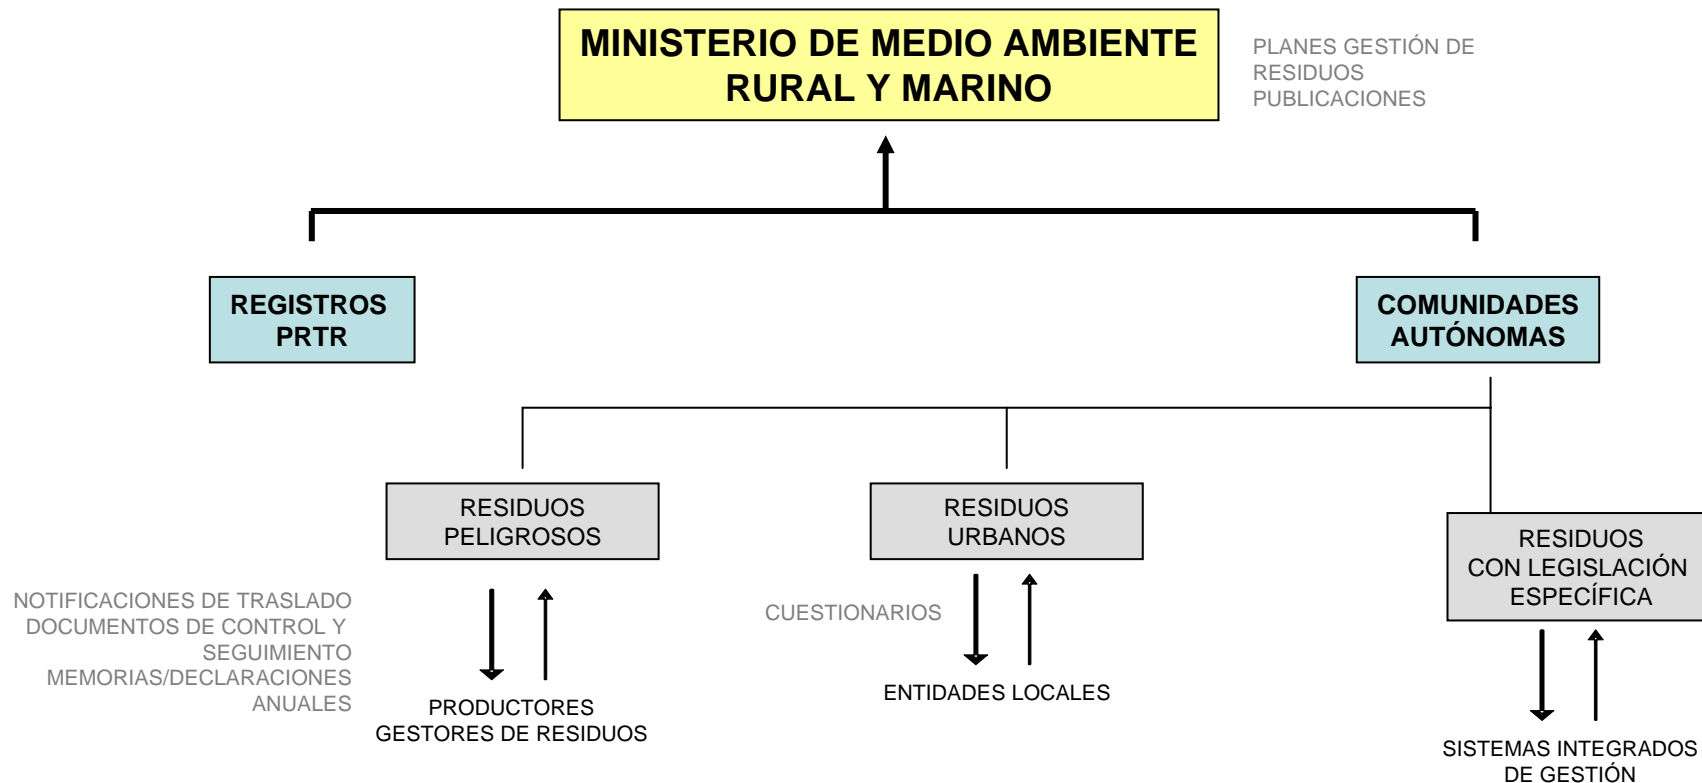 MINISTERIO DE MEDIO AMBIENTE
RURAL Y MARINO
PLANES GESTIÓN DE
RESIDUOS
PUBLICACIONES
REGISTROS
PRTR
COMUNIDADES
AUTÓNOMAS
RESIDUOS
PELIGROSOS
RESIDUOS
URBANOS
RESIDUOS
CON LEGISLACIÓN
ESPECÍFICA
NOTIFICACIONES DE TRASLADO
DOCUMENTOS DE CONTROL Y
SEGUIMIENTO
MEMORIAS/DECLARACIONES
ANUALES
CUESTIONARIOS
PRODUCTORES
GESTORES DE RESIDUOS
ENTIDADES LOCALES
SISTEMAS INTEGRADOS
DE GESTIÓN